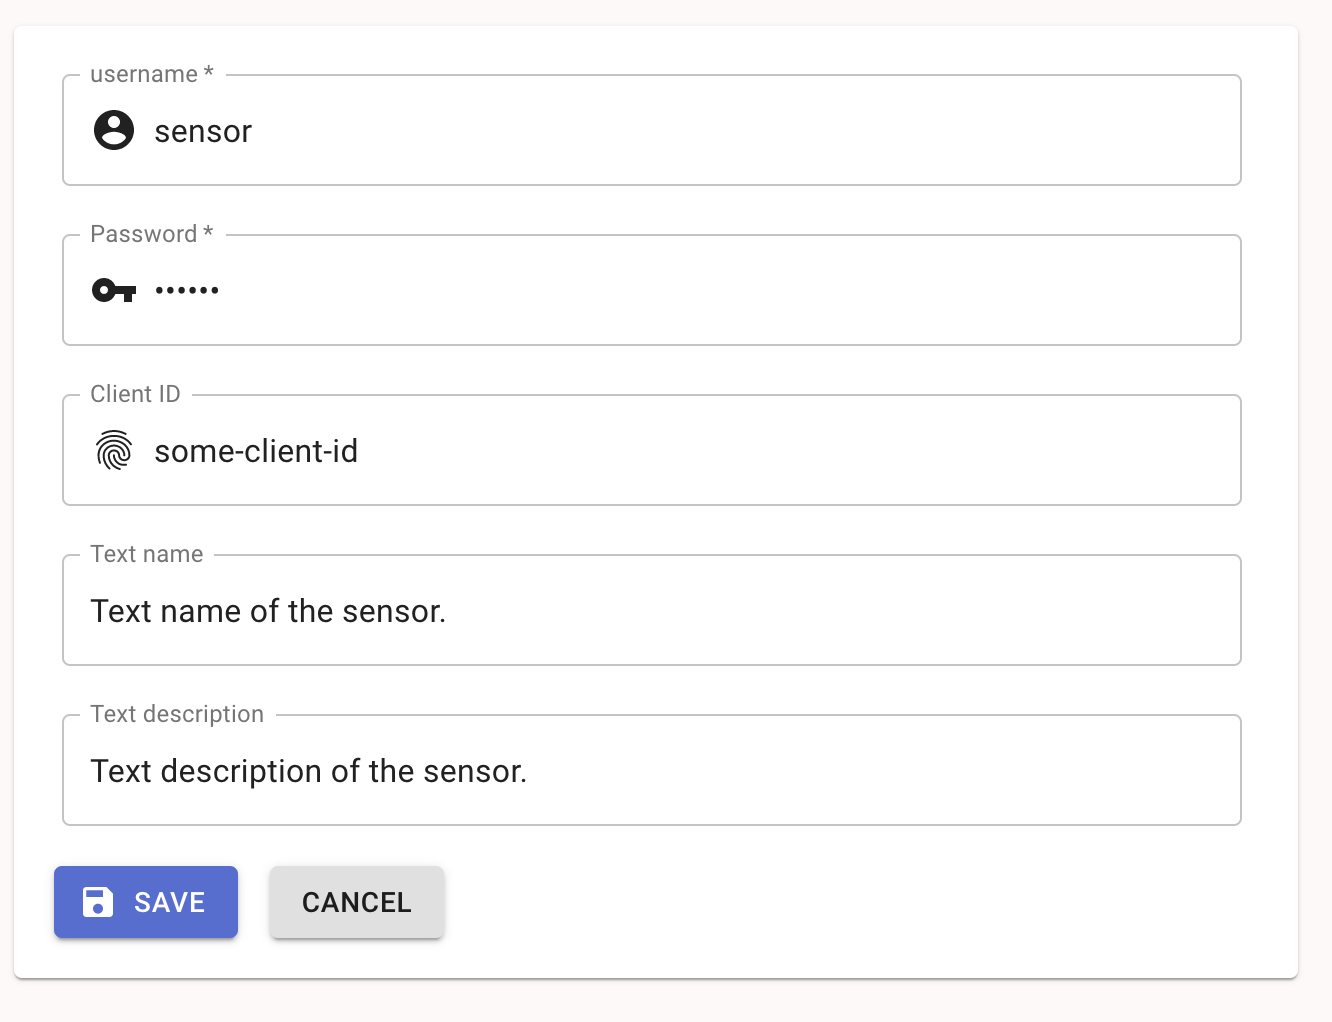 username *
sensor
Password *
••••••
Client ID
some-client-id
Text name
Text name of the sensor.
Text description
Text description of the sensor.
SAVE
CANCEL